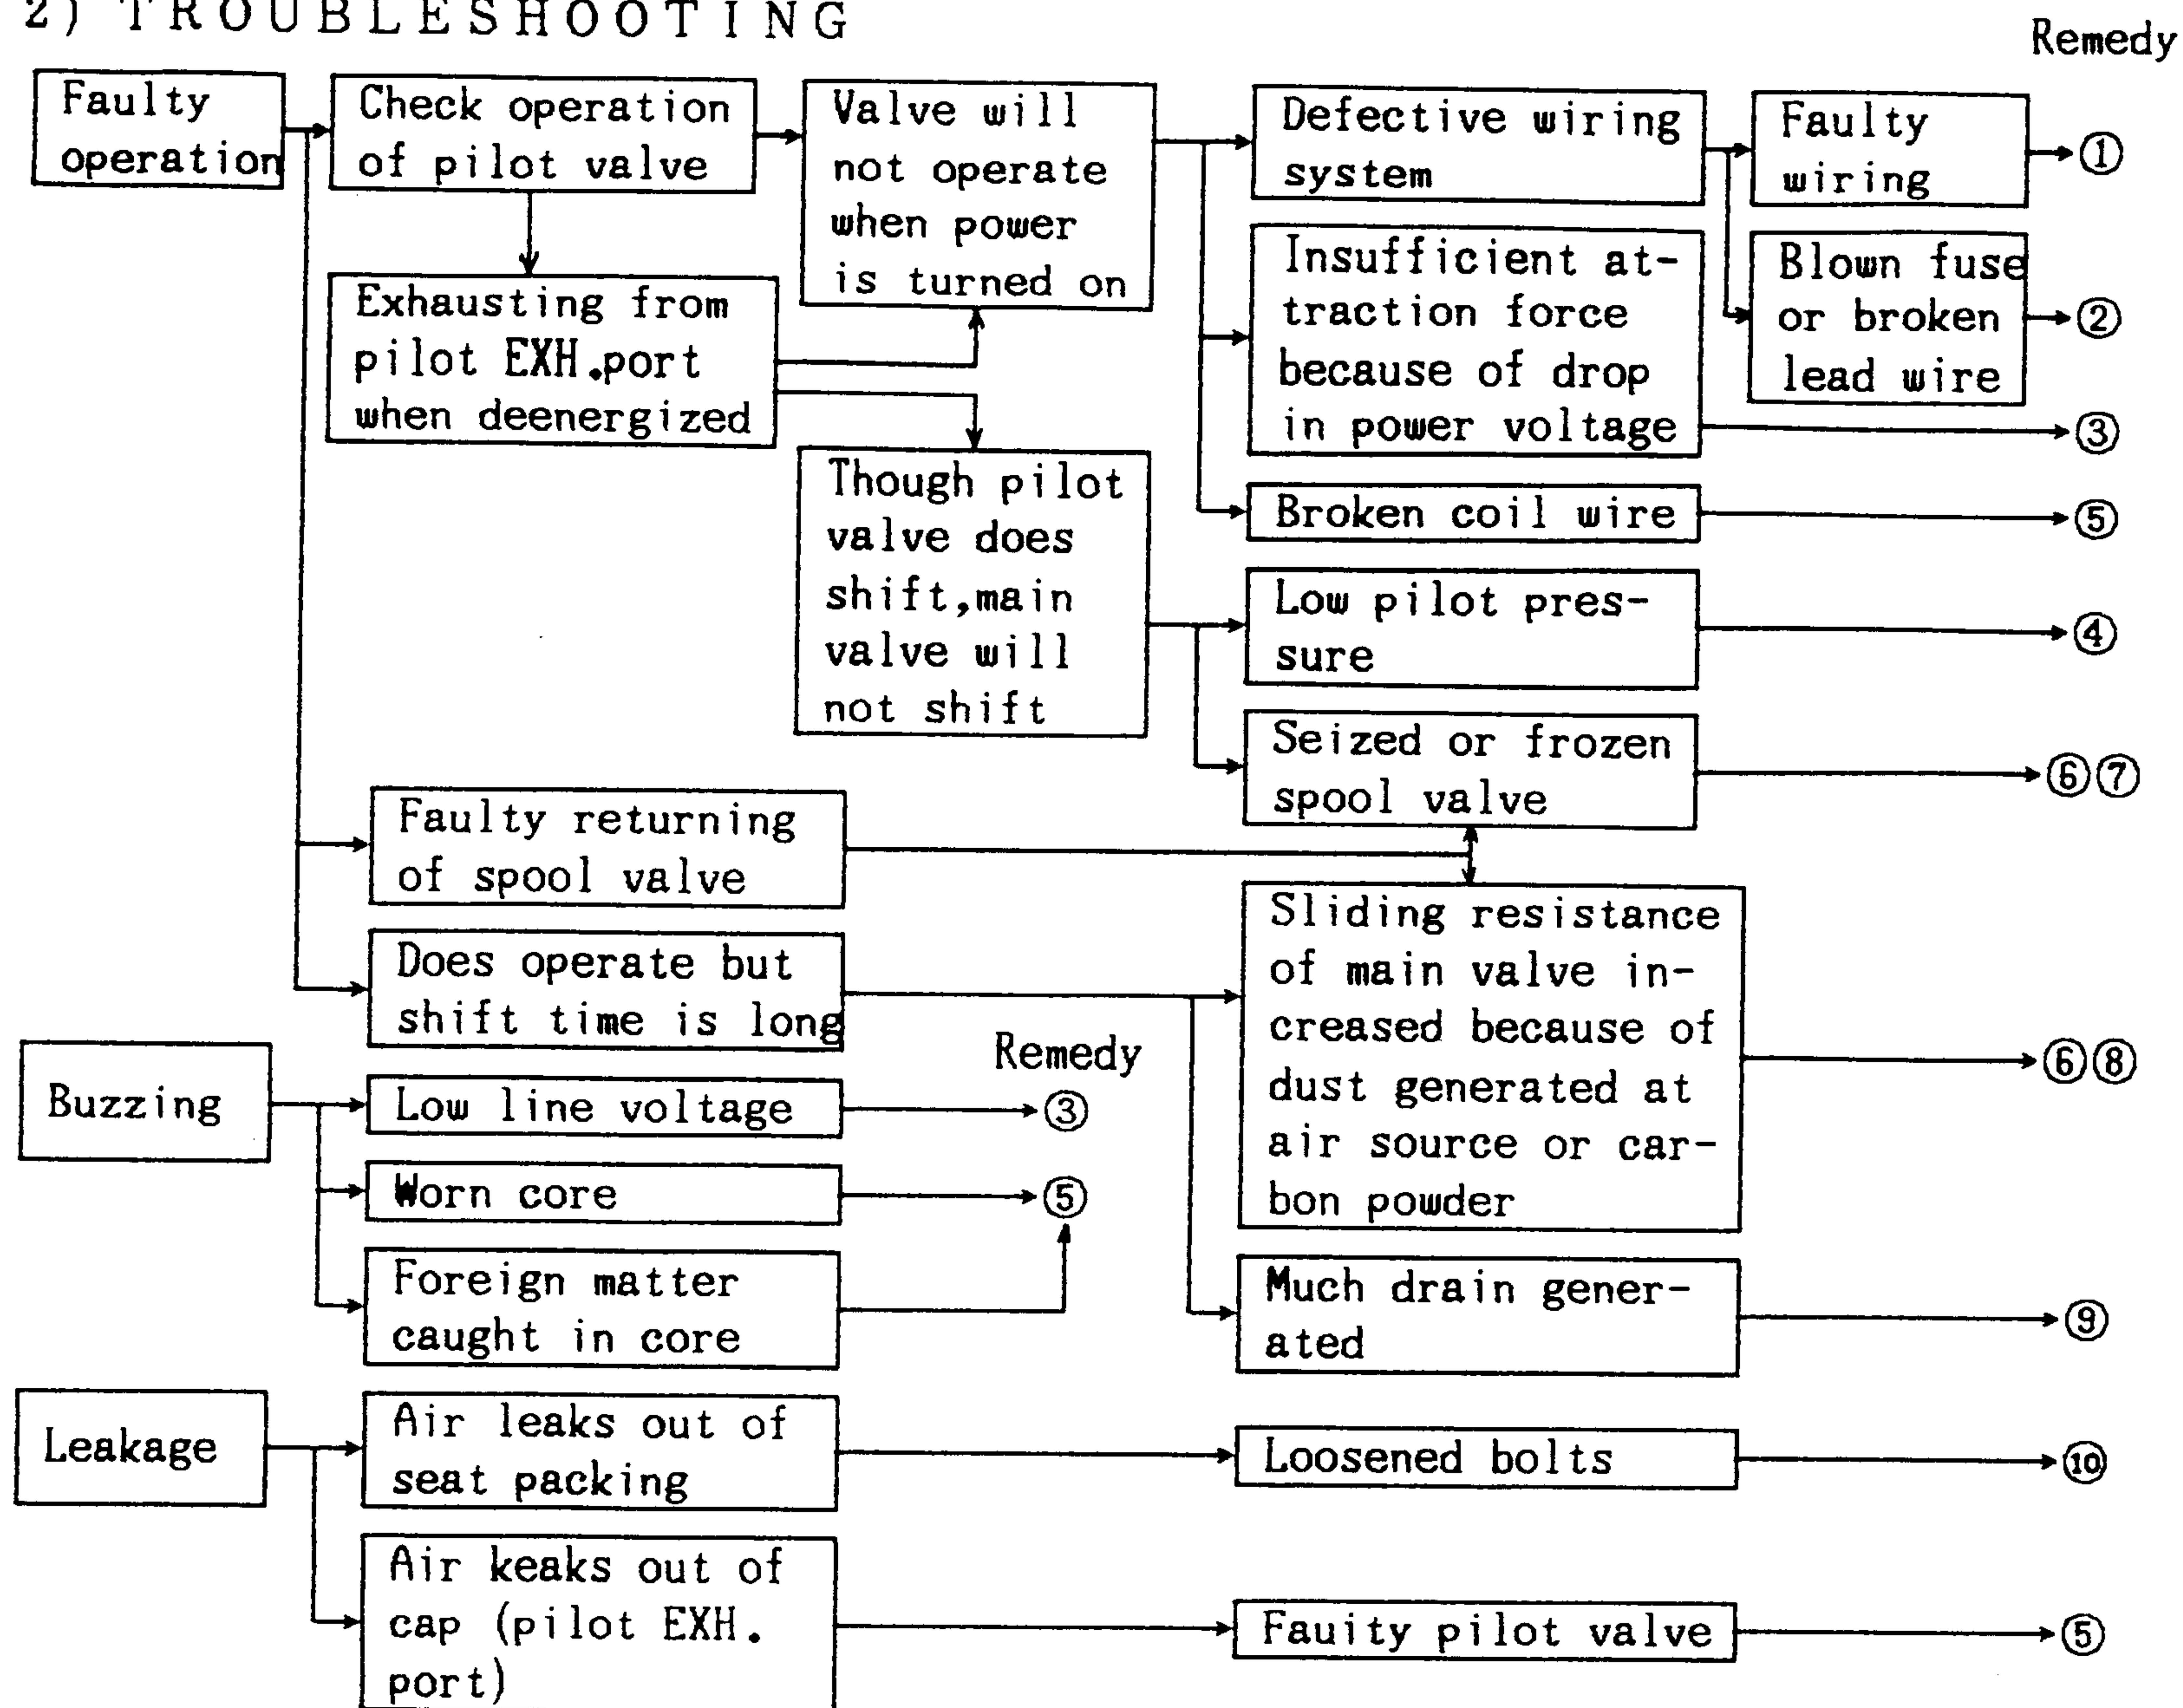 2) TROUBLESHOOTING
Remedy
Faulty
operation
Check operation
of pilot valve
Valve will
not operate
when power
is turned on
Defective wiring
system
Faulty
wiring
①
Blown fuse
or broken
lead wire
②
Insufficient at-
traction force
because of drop
in power voltage
③
Exhausting from
pilot EXH.port
when deenergized
Broken coil wire
⑤
Though pilot
valve does
shift,main
valve will
not shift
Low pilot pres-
sure
④
Seized or frozen
spool valve
⑥⑦
Faulty returning
of spool valve
Does operate but
shift time is long
Sliding resistance
of main valve in-
creased because of
dust generated at
air source or car-
bon powder
⑥⑧
Much drain gener-
ated
⑨
Buzzing
Remedy
Low line voltage
③
Worn core
⑤
Foreign matter
caught in core
Leakage
Air leaks out of
seat packing
Loosened bolts
⑩
Air keaks out of
cap (pilot EXH.
port)
Fauity pilot valve
⑤